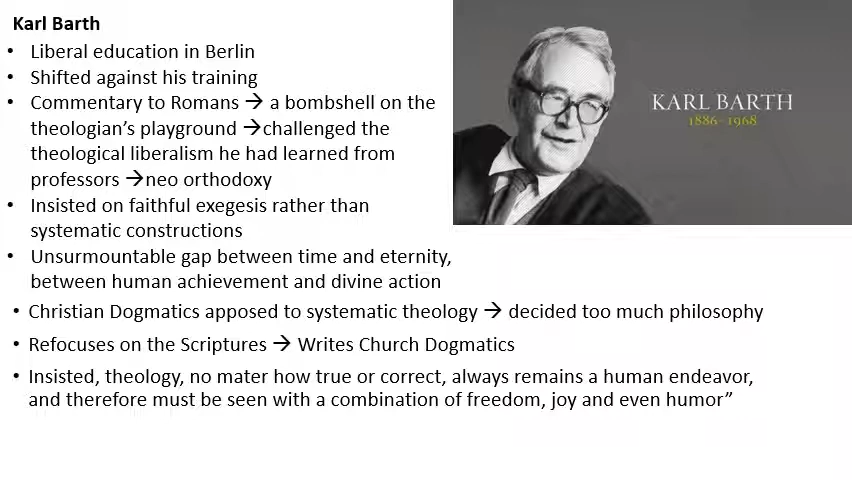 Karl Barth
• Liberal education in Berlin
• Shifted against his training
• Commentary to Romans → a bombshell on the
theologian's playground →challenged the
theological liberalism he had learned from
professors →neo orthodoxy
• Insisted on faithful exegesis rather than
systematic constructions
• Unsurmountable gap between time and eternity,
between human achievement and divine action
• Christian Dogmatics apposed to systematic theology → decided too much philosophy
• Refocuses on the Scriptures → Writes Church Dogmatics
• Insisted, theology, no mater how true or correct, always remains a human endeavor,
and therefore must be seen with a combination of freedom, joy and even humor”
KARL BARTH
1886-1968